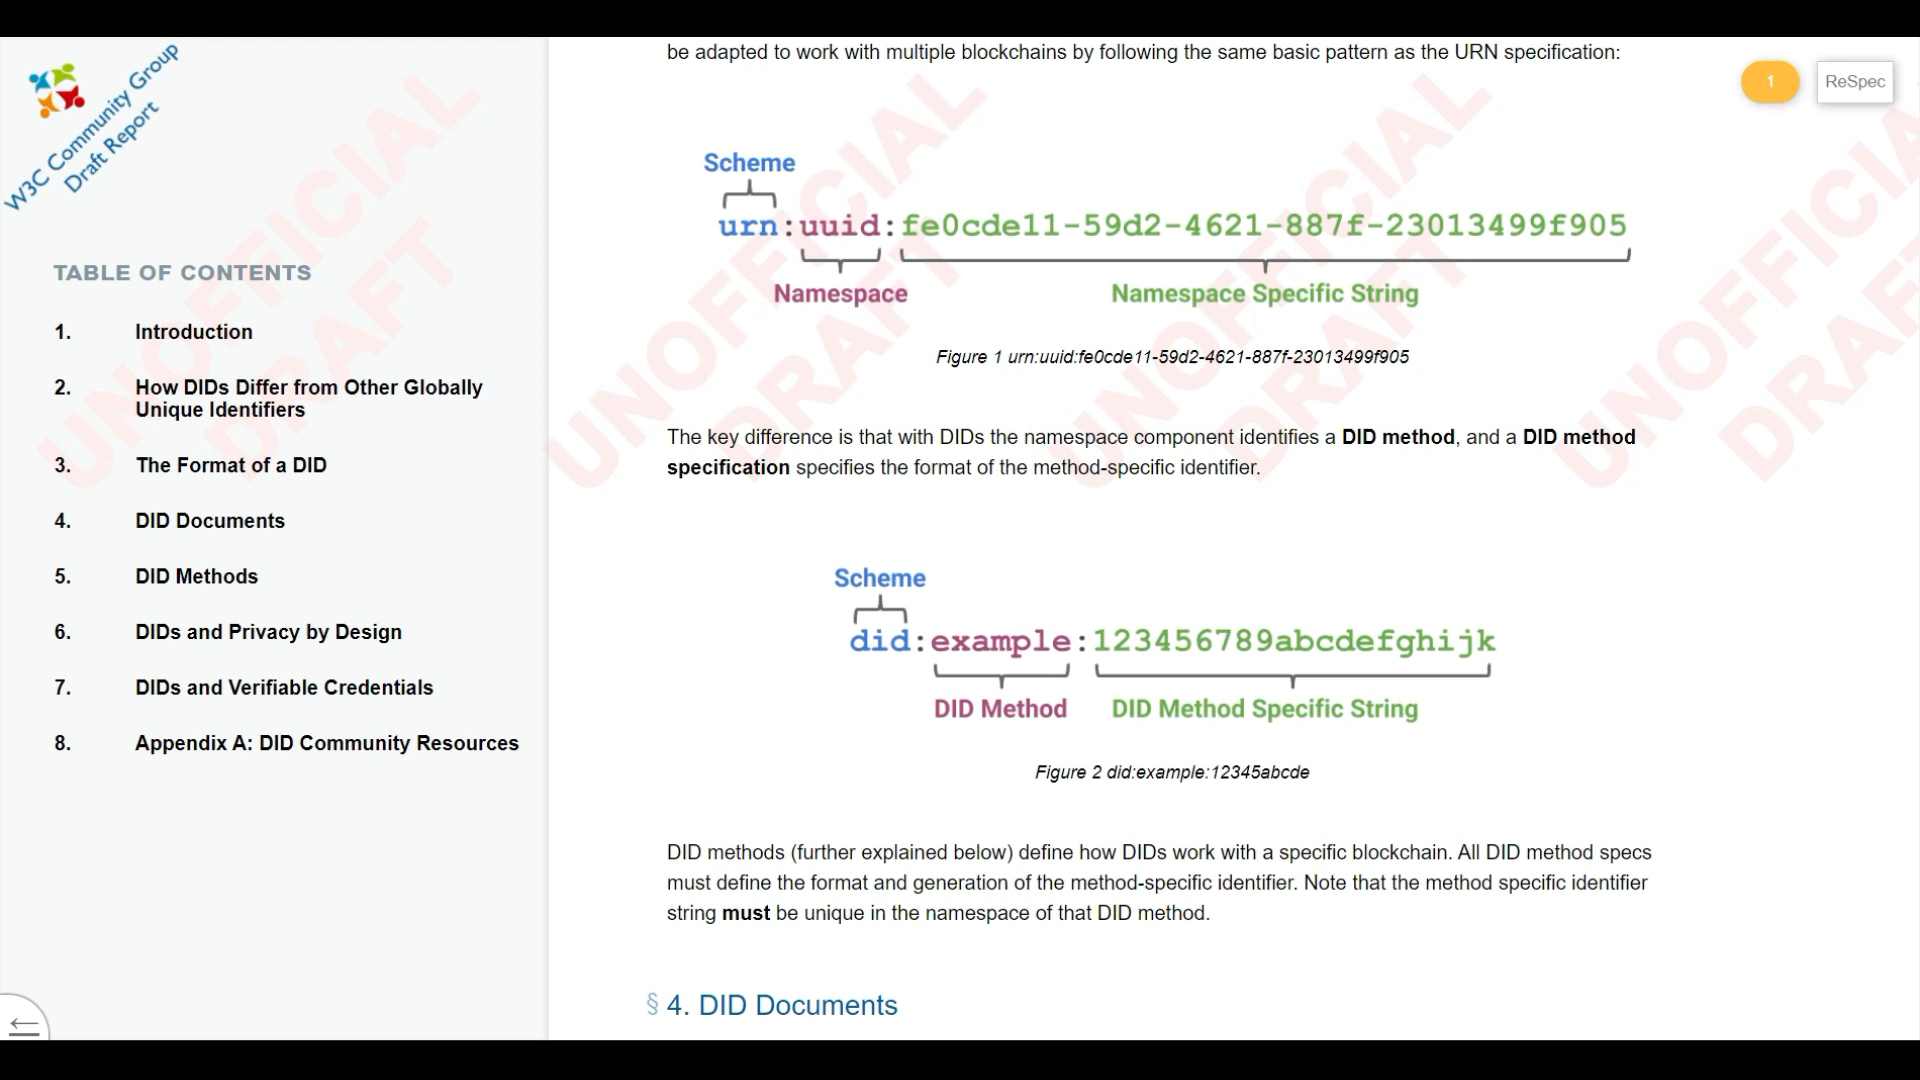 W3C Community Group
Draft Report
TABLE OF CONTENTS
1. Introduction
2. How DIDs Differ from Other Globally
Unique Identifiers
3. The Format of a DID
4. DID Documents
5. DID Methods
6. DIDs and Privacy by Design
7. DIDs and Verifiable Credentials
8. Appendix A: DID Community Resources
be adapted to work with multiple blockchains by following the same basic pattern as the URN specification:
1
ReSpec
Scheme
urn:uuid:fe0cde11-59d2-4621-887f-23013499f905
Namespace Namespace Specific String
Figure 1 urn:uuid:fe0cde11-59d2-4621-887f-23013499f905
The key difference is that with DIDs the namespace component identifies a DID method, and a DID method
specification specifies the format of the method-specific identifier.
Scheme
did:example:123456789abcdefghijk
DID Method DID Method Specific String
Figure 2 did:example:12345abcde
DID methods (further explained below) define how DIDs work with a specific blockchain. All DID method specs
must define the format and generation of the method-specific identifier. Note that the method specific identifier
string must be unique in the namespace of that DID method.
§ 4. DID Documents
UNOFFICIAL
DRAFT
UNOFFICIAL
DRAFT
UNOFFICIAL
DRAFT
UNOFFICIAL
DRAFT